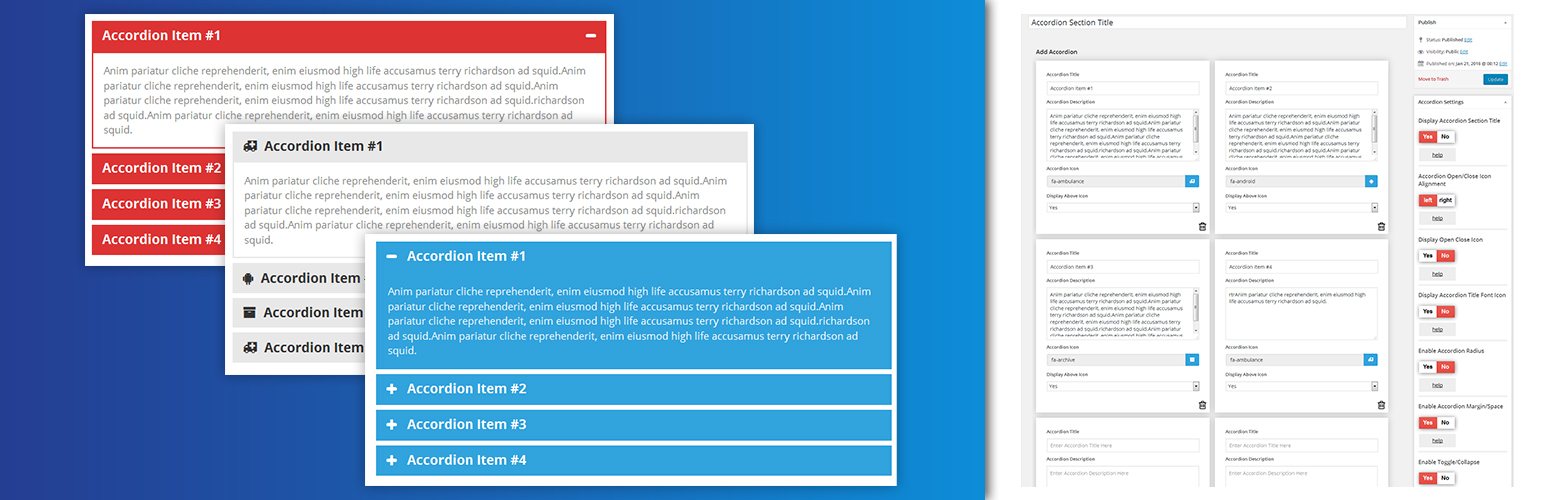 Accordion Item #1
Anim pariatur cliche reprehenderit, enim eiusmod high life accusamus terry richardson ad squid.Anim
pariatur cliche reprehenderit, enim eiusmod high life accusamus terry richardson ad squid.Anim
pariatur cliche reprehenderit, enim eiusmod high life accusamus terry richardson ad squid.richardson
ad squid.Anim pariatur cliche reprehenderit, enim eiusmod high life accusamus terry richardson ad
squid.
Accordion Item #2
Accordion Item #3
Accordion Item #4
Accordion Item #1
Anim pariatur cliche reprehenderit, enim eiusmod high life accusamus terry richardson ad squid.Anim
pariatur cliche reprehenderit, enim eiusmod high life accusamus terry richardson ad squid.Anim
pariatur cliche reprehenderit, enim eiusmod high life accusamus terry richardson ad squid.richardson
ad squid.Anim pariatur cliche reprehenderit, enim eiusmod high life accusamus terry richardson ad
squid.
Accordion Item
Accordion Item
Accordion Item
Accordion Item #1
Anim pariatur cliche reprehenderit, enim eiusmod high life accusamus terry richardson ad squid.Anim
pariatur cliche reprehenderit, enim eiusmod high life accusamus terry richardson ad squid.Anim
pariatur cliche reprehenderit, enim eiusmod high life accusamus terry richardson ad squid.richardson
ad squid.Anim pariatur cliche reprehenderit, enim eiusmod high life accusamus terry richardson ad
squid.
Accordion Item #2
Accordion Item #3
Accordion Item #4
Accordion Section Title
Add Accordion
Accordion Title
Accordion Item #1
Accordion Description
Anim pariatur cliche reprehenderit, enim eiusmod high
life accusamus terry richardson ad squid.Anim pariatur
cliche reprehenderit, enim eiusmod high life
accusamus terry richardson ad squid.Anim pariatur
cliche reprehenderit, enim eiusmod high life accusamus
terry richardson ad squid.richardson ad squid.Anim
Accordion Icon
fa-ambulance
Display Above Icon
Yes
Accordion Title
Accordion Item #2
Accordion Description
Anim pariatur cliche reprehenderit, enim eiusmod high
life accusamus terry richardson ad squid.Anim pariatur
cliche reprehenderit, enim eiusmod high life
accusamus terry richardson ad squid.Anim pariatur
cliche reprehenderit, enim eiusmod high life accusamus
terry richardson ad squid.richardson ad squid.Anim
Accordion Icon
fa-android
Display Above Icon
Yes
Accordion Title
Accordion Item #3
Accordion Description
Anim pariatur cliche reprehenderit, enim eiusmod high
life accusamus terry richardson ad squid.Anim pariatur
cliche reprehenderit, enim eiusmod high life
accusamus terry richardson ad squid.Anim pariatur
cliche reprehenderit, enim eiusmod high life accusamus
terry richardson ad squid.richardson ad squid.Anim
Accordion Icon
fa-archive
Display Above Icon
Yes
Accordion Title
Accordion Item #4
Accordion Description
rtrAnim pariatur cliche reprehenderit, enim eiusmod high
life accusamus terry richardson ad squid.
Accordion Icon
fa-ambulance
Display Above Icon
Yes
Accordion Title
Enter Accordion Title Here
Accordion Description
Enter Accordion Description Here
Accordion Title
Enter Accordion Title Here
Accordion Description
Enter Accordion Description Here
Publish
Status: Published Edit
Visibility: Public Edit
Published on: Jan 21, 2016 @ 08:12 Edit
Move to Trash Update
Accordion Settings
Display Accordion Section Title
Yes No
help
Accordion Open/Close Icon
Alignment
left right
help
Display Open Close Icon
Yes No
help
Display Accordion Title Font Icon
Yes No
help
Enable Accordion Radius
Yes No
help
Enable Accordion Margin/Space
Yes No
help
Enable Toggle/Collapse
Yes No